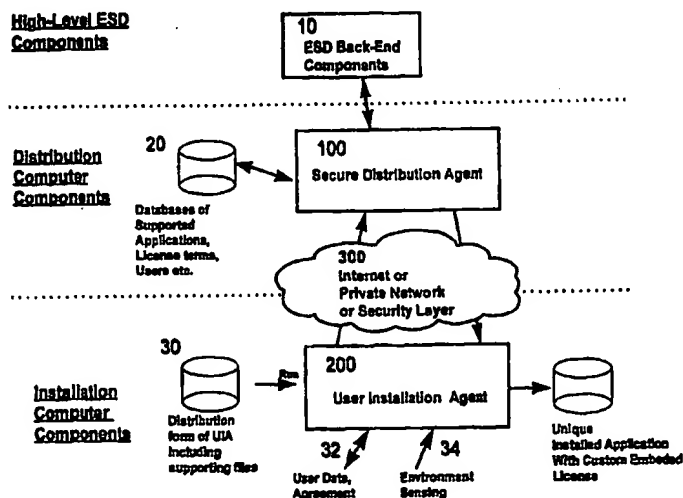 High-Level ESD
Components
10
ESD Back-End
Components
Distribution
Computer
Components
20
Databases of
Supported
Applications,
License terms,
Users etc.
100
Secure Distribution Agent
300
Internet or
Private Network
or Security Layer
Installation
Computer
Components
30
Distribution
form of UIA
including
supporting files
Run
200
User Installation Agent
32
User Data,
Agreement
34
Environment
Sensing
Unique
Installed Application
With Custom Embeded
License